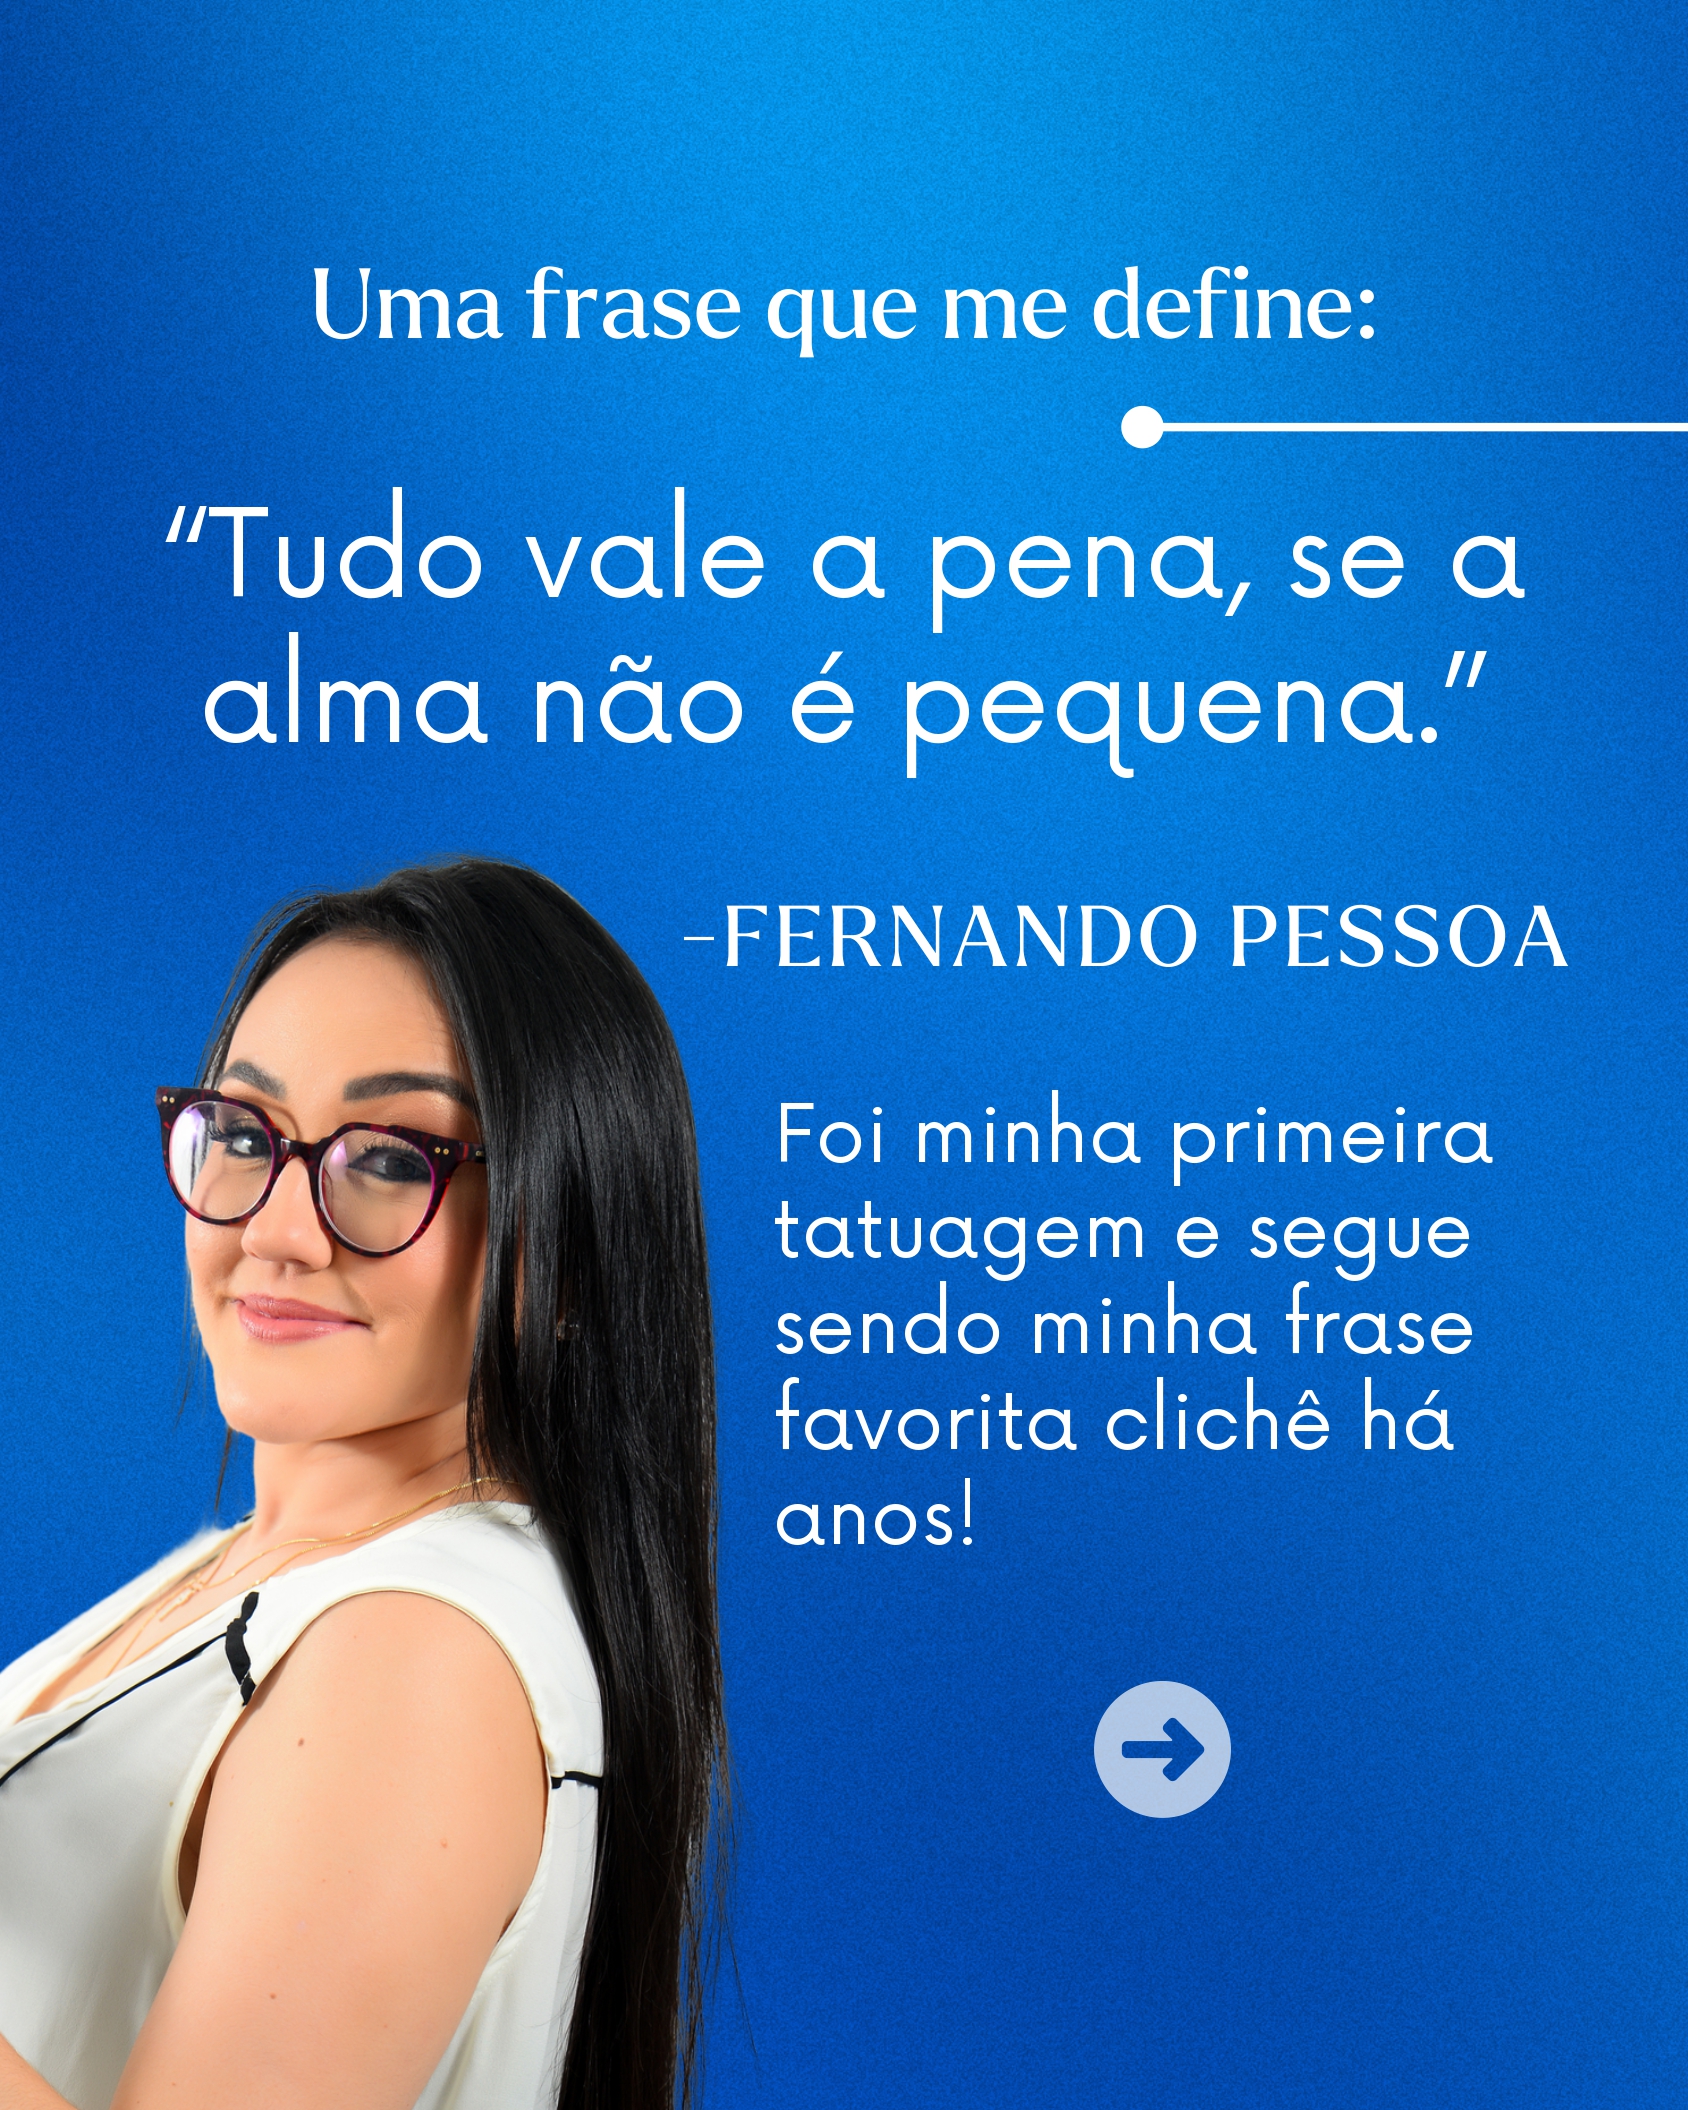 Uma frase que me define:
“Tudo vale a pena, se a
alma não é pequena.”
-FERNANDO PESSOA
Foi minha primeira
tatuagem e segue
sendo minha frase
favorita clichê há
anos!